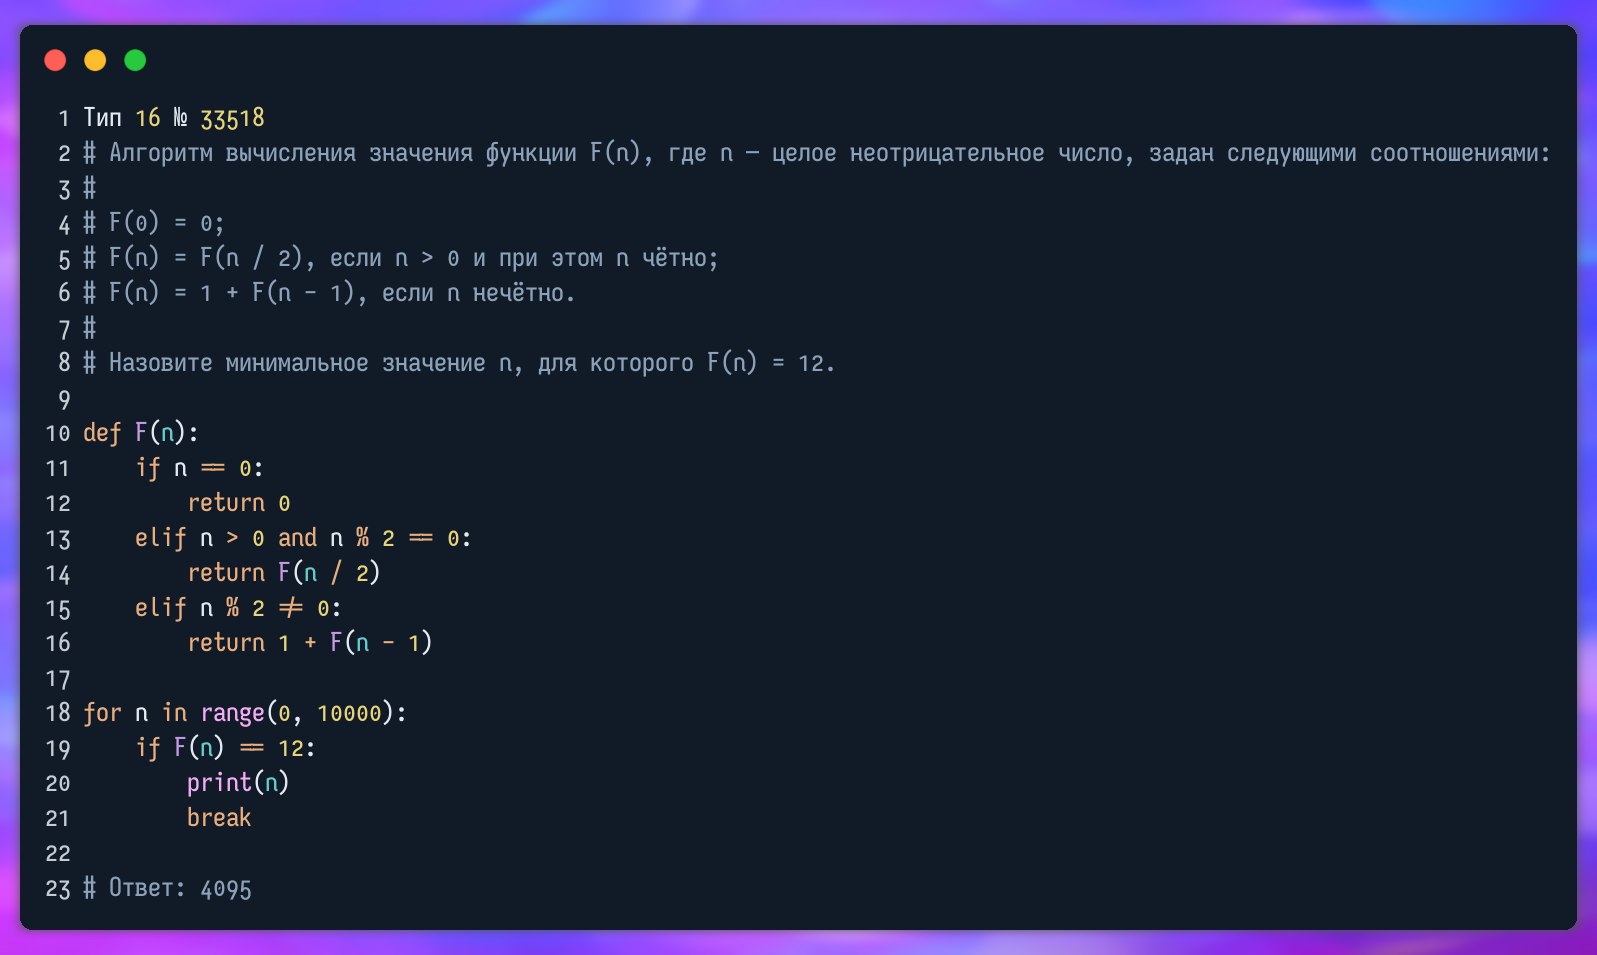 1 Тип 16 № 33518
2 # Алгоритм вычисления значения функции F(n), где n — целое неотрицательное число, задан следующими соотношениями:
3 #
4 # F(0) = 0;
5 # F(n) = F(n / 2), если n > 0 и при этом n чётно;
6 # F(n) = 1 + F(n - 1), если n нечётно.
7 #
8 # Назовите минимальное значение n, для которого F(n) = 12.
9
10 def F(n):
11     if n == 0:
12         return 0
13     elif n > 0 and n % 2 == 0:
14         return F(n / 2)
15     elif n % 2 != 0:
16         return 1 + F(n - 1)
17
18 for n in range(0, 10000):
19     if F(n) == 12:
20         print(n)
21         break
22
23 # Ответ: 4095